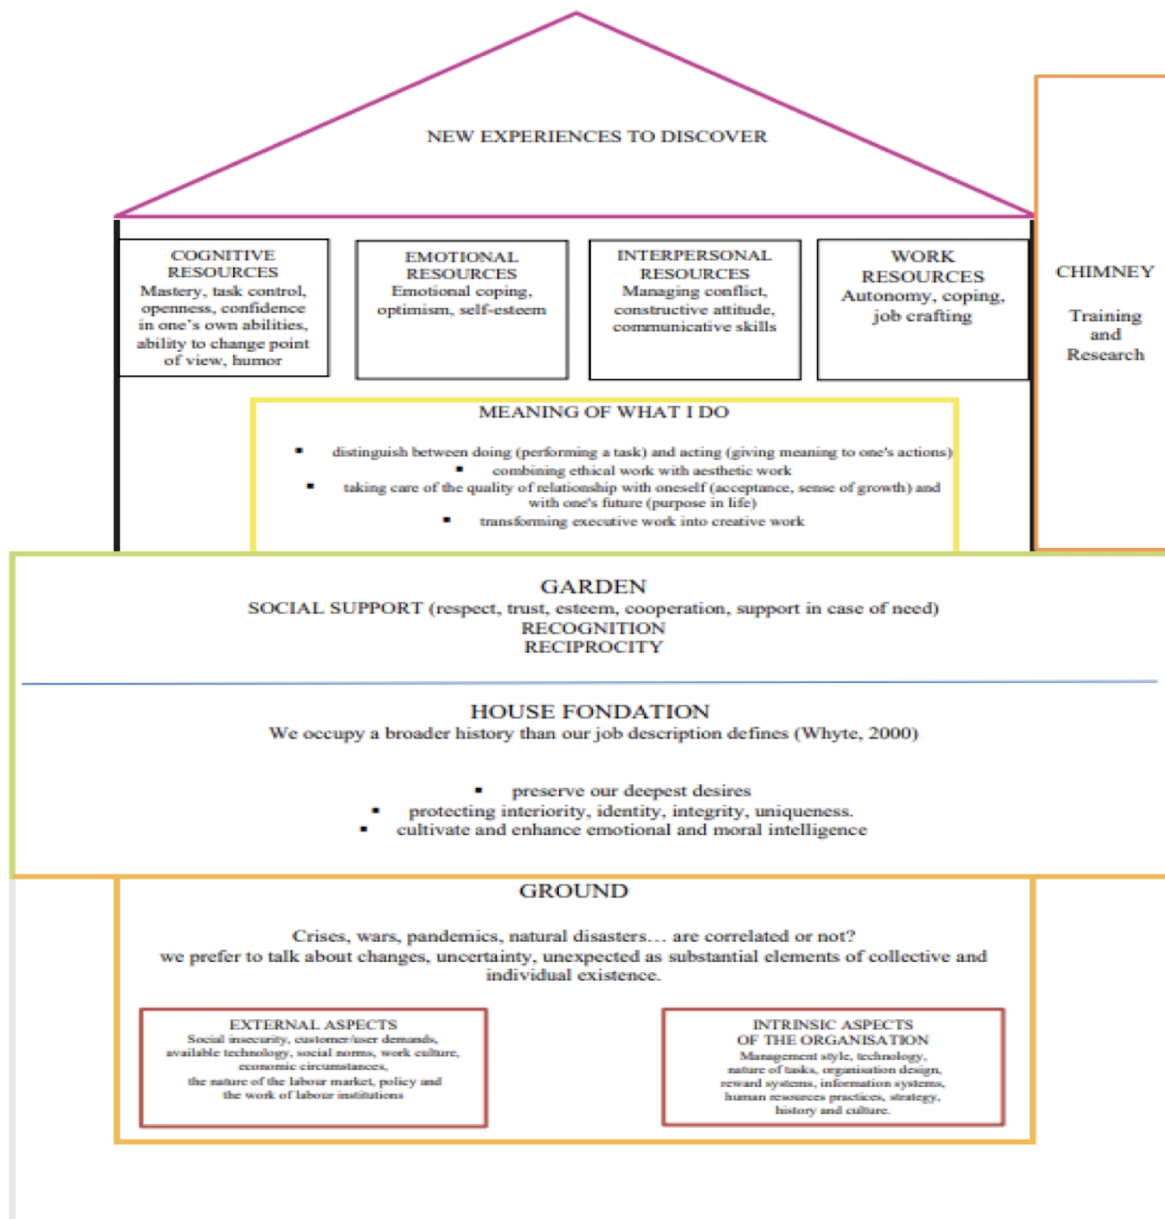 NEW EXPERIENCES TO DISCOVER
COGNITIVE
RESOURCES
Mastery, task control,
openness, confidence
in one's own abilities,
ability to change point
of view, humor
EMOTIONAL
RESOURCES
Emotional coping,
optimism, self-esteem
INTERPERSONAL
RESOURCES
Managing conflict,
constructive attitude,
communicative skills
WORK
RESOURCES
Autonomy, coping,
job crafting
CHIMNEY
Training
and
Research
MEANING OF WHAT I DO
▪ distinguish between doing (performing a task) and acting (giving meaning to one's actions)
▪ combining ethical work with aesthetic work
▪ taking care of the quality of relationship with oneself (acceptance, sense of growth) and
with one's future (purpose in life)
▪ transforming executive work into creative work
GARDEN
SOCIAL SUPPORT (respect, trust, esteem, cooperation, support in case of need)
RECOGNITION
RECIPROCITY
HOUSE FONDATION
We occupy a broader history than our job description defines (Whyte, 2000)
▪ preserve our deepest desires
▪ protecting interiority, identity, integrity, uniqueness.
▪ cultivate and enhance emotional and moral intelligence
GROUND
Crises, wars, pandemics, natural disasters… are correlated or not?
we prefer to talk about changes, uncertainty, unexpected as substantial elements of collective and
individual existence.
EXTERNAL ASPECTS
Social insecurity, customer/user demands,
available technology, social norms, work culture,
economic circumstances,
the nature of the labour market, policy and
the work of labour institutions
INTRINSIC ASPECTS
OF THE ORGANISATION
Management style, technology,
nature of tasks, organisation design,
reward systems, information systems,
human resources practices, strategy,
history and culture.